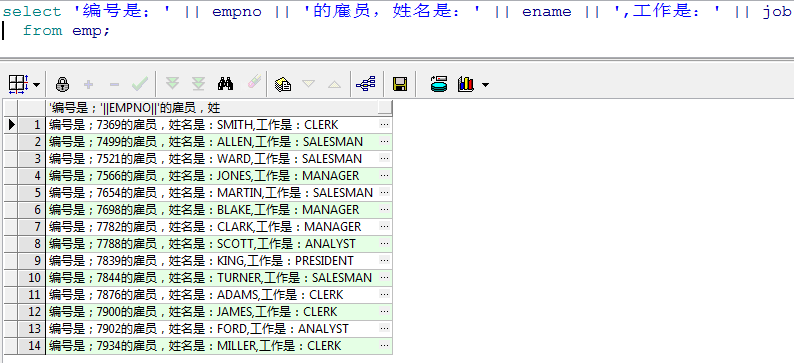 select '编号是；' || empno || '的雇员，姓名是：' || ename || ',工作是：' || job
from emp;
'编号是；'||EMPNO||'的雇员，姓
1 编号是；7369的雇员，姓名是：SMITH,工作是：CLERK
2 编号是；7499的雇员，姓名是：ALLEN,工作是：SALESMAN
3 编号是；7521的雇员，姓名是：WARD,工作是：SALESMAN
4 编号是；7566的雇员，姓名是：JONES,工作是：MANAGER
5 编号是；7654的雇员，姓名是：MARTIN,工作是：SALESMAN
6 编号是；7698的雇员，姓名是：BLAKE,工作是：MANAGER
7 编号是；7782的雇员，姓名是：CLARK,工作是：MANAGER
8 编号是；7788的雇员，姓名是：SCOTT,工作是：ANALYST
9 编号是；7839的雇员，姓名是：KING,工作是：PRESIDENT
10 编号是；7844的雇员，姓名是：TURNER,工作是：SALESMAN
11 编号是；7876的雇员，姓名是：ADAMS,工作是：CLERK
12 编号是；7900的雇员，姓名是：JAMES,工作是：CLERK
13 编号是；7902的雇员，姓名是：FORD,工作是：ANALYST
14 编号是；7934的雇员，姓名是：MILLER,工作是：CLERK